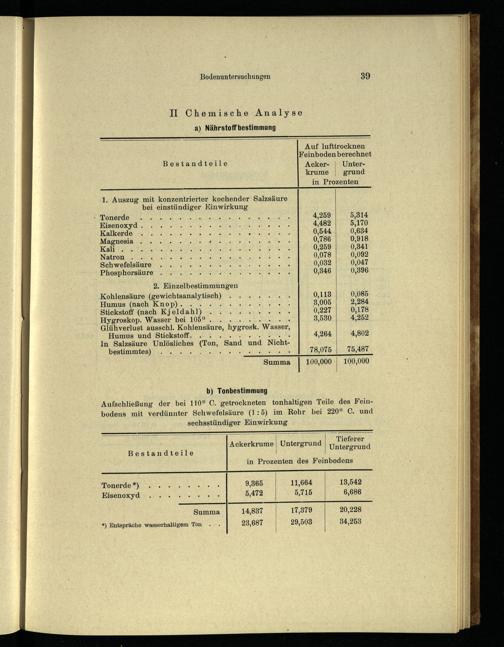 Bodenuntersuchungen 39
II Chemische Analyse
a) Nährstoffbestimmung
Bestandteile
Auf lufttrocknen
Feinboden berechnet
Acker-krume Unter-grund
in Prozenten
1. Auszug mit konzentrierter kochender Salzsäure
bei einstündiger Einwirkung
Tonerde . . . 4,259 5,314
Eisenoxyd . . . 4,482 5,170
Kalkerde . . . 0,544 0,634
Magnesia . . . 0,786 0,918
Kali . . . 0,259 0,341
Natron . . . 0,078 0,092
Schwefelsäure . . . 0,032 0,047
Phosphorsäure . . . 0,346 0,396
2. Einzelbestimmungen
Kohlensäure (gewichtsanalytisch) . . . 0,113 0,085
Humus (nach Knop) . . . 3,005 2,284
Stickstoff (nach Kjeldahl) . . . 0,227 0,178
Hygroskop. Wasser bei 105° . . . 3,530 4,252
Glühverlust ausschl. Kohlensäure, hygrosk. Wasser,
Humus und Stickstoff . . . 4,264 4,802
In Salzsäure Unlösliches (Ton, Sand und Nicht-
bestimmtes) . . . 78,075 75,487
Summa 100,000 100,000
b) Tonbestimmung
Aufschließung der bei 110° C. getrockneten tonhaltigen Teile des Fein-
bodens mit verdünnter Schwefelsäure (1:5) im Rohr bei 220° C. und
sechsstündiger Einwirkung
Bestandteile
Ackerkrume Untergrund Tieferer Untergrund
in Prozenten des Feinbodens
Tonerde*) . . . 9,365 11,664 13,542
Eisenoxyd . . . 5,472 5,715 6,686
Summa 14,837 17,379 20,228
*) Entspräche wasserhaltigem Ton . . 23,687 29,503 34,253